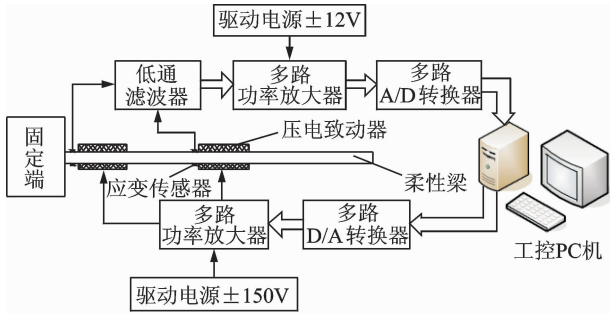 驱动电源±12V
低通
滤波器
多路
功率放大器
多路
A/D转换器
固
定
端
压电致动器
应变传感器
柔性梁
多路
功率放大器
多路
D/A转换器
工控PC机
驱动电源±150V